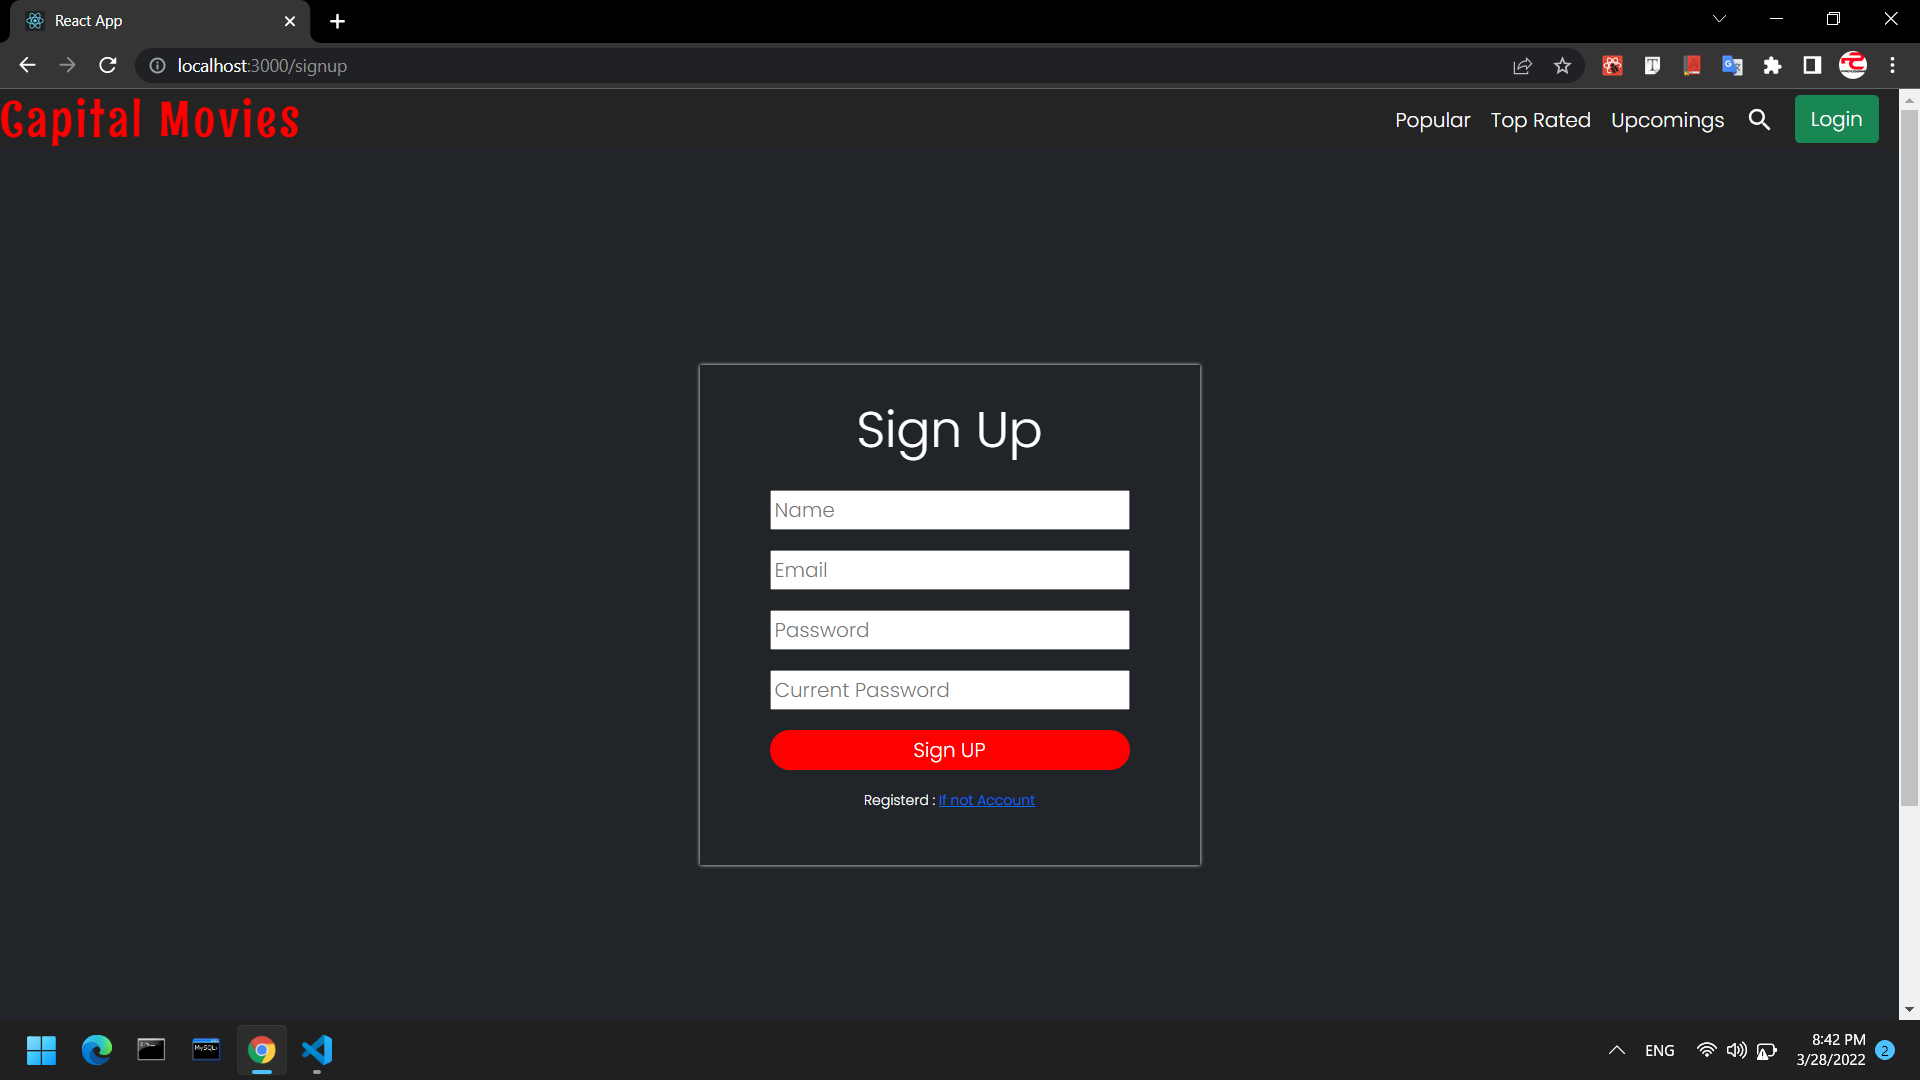 React App
localhost:3000/signup
Capital Movies
Popular Top Rated Upcomings Login
Sign Up
Name
Email
Password
Current Password
Sign UP
Registerd : If not Account
MySQL
ENG
8:42 PM
3/28/2022
2